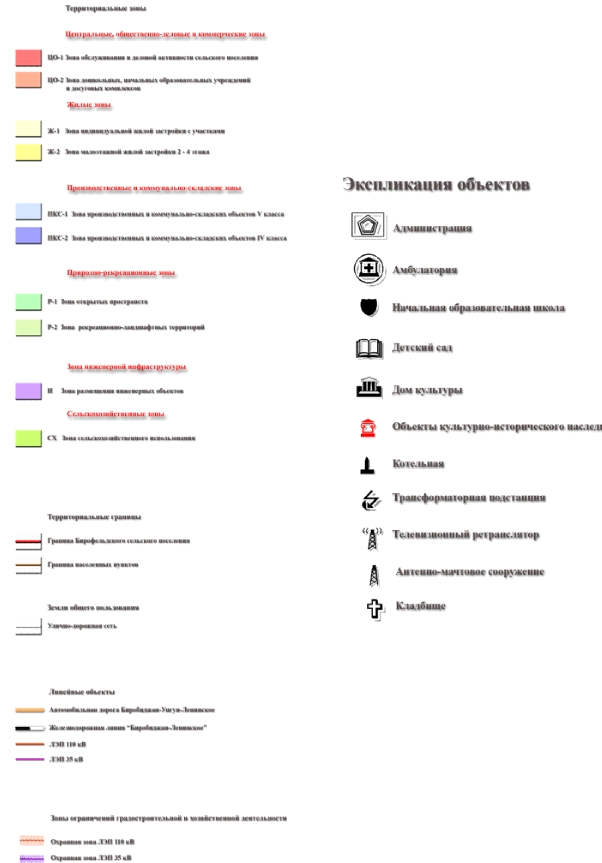 Территориальные зоны
Центральные, общественно-деловые и коммерческие зоны
ЦО-1 Зона обслуживания и деловой активности сельского поселения
ЦО-2 Зона дошкольных, начальных образовательных учреждений
и досуговых комплексов
Жилые зоны
Ж-1 Зона индивидуальной жилой застройки с участками
Ж-2 Зона малоэтажной жилой застройки 2 - 4 этажа
Производственные и коммунально-складские зоны
ПКС-1 Зона производственных и коммунально-складских объектов V класса
ПКС-2 Зона производственных и коммунально-складских объектов IV класса
Природно-рекреационные зоны
Р-1 Зона открытых пространств
Р-2 Зона рекреационно-ландшафтных территорий
Зона инженерной инфраструктуры
И Зона размещения инженерных объектов
Сельскохозяйственные зоны
СХ Зона сельскохозяйственного использования
Территориальные границы
Граница Бирофельдского сельского поселения
Граница населенных пунктов
Земли общего пользования
Улично-дорожная сеть
Линейные объекты
Автомобильная дорога Биробиджан-Унгун-Ленинское
Железнодорожная линия "Биробиджан-Ленинское"
ЛЭП 110 кВ
ЛЭП 35 кВ
Зоны ограничений градостроительной и хозяйственной деятельности
Охранная зона ЛЭП 110 кВ
Охранная зона ЛЭП 35 кВ
Экспликация объектов
Администрация
Амбулатория
Начальная образовательная школа
Детский сад
Дом культуры
Объекты культурно-исторического наслед
Котельная
Трансформаторная подстанция
Телевизионный ретранслятор
Антенно-мачтовое сооружение
Кладбище